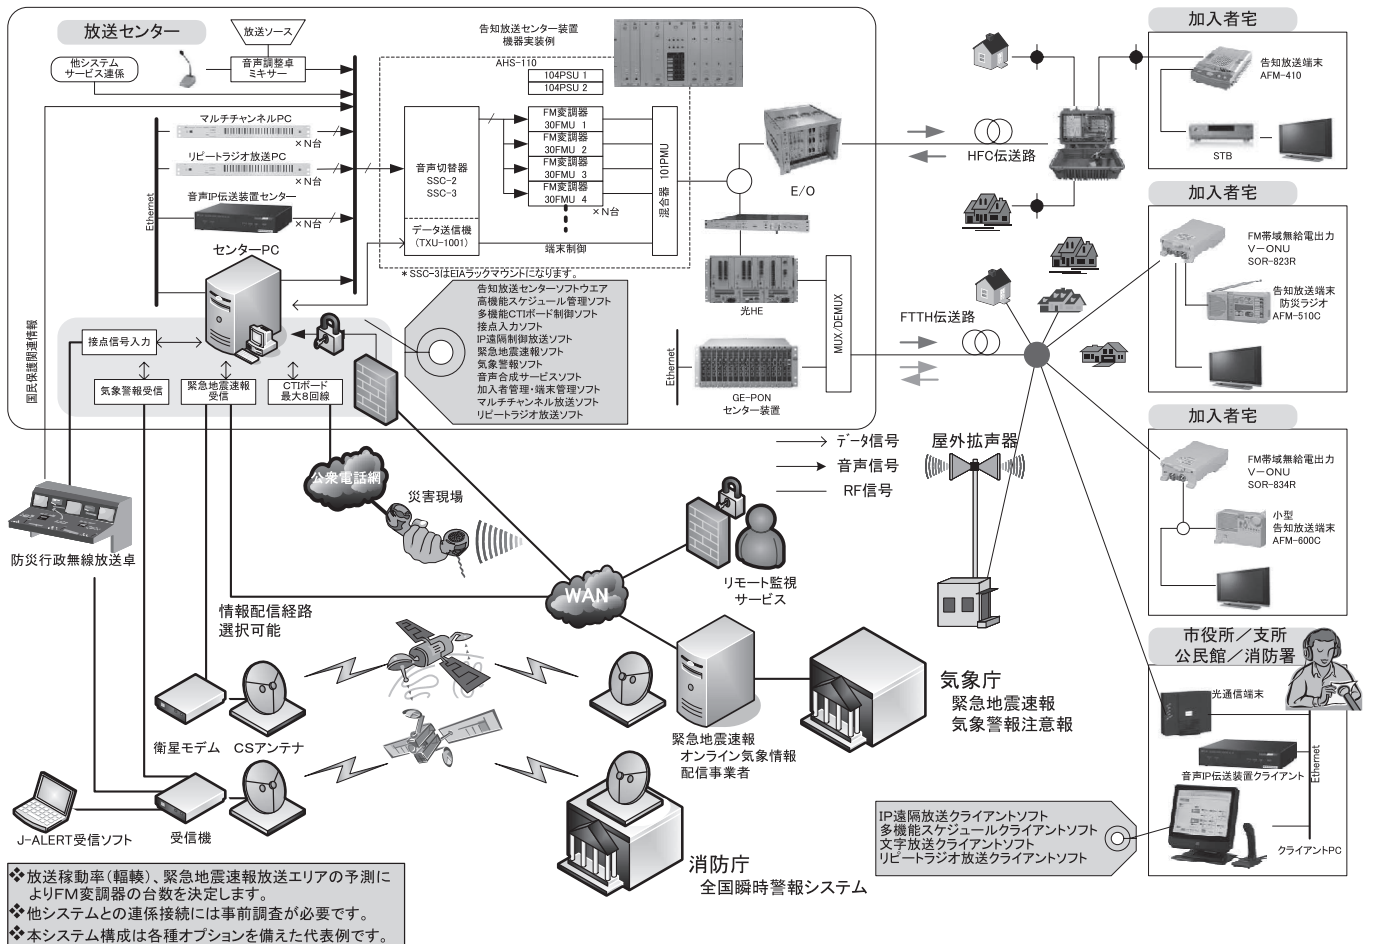 放送センター
放送ソース
他システム
サービス連係
音声調整卓
ミキサー
告知放送センター装置
機器実装例
AHS-110
104PSU 1
104PSU 2
マルチチャンネルPC
×N台
リピートラジオ放送PC
×N台
音声IP伝送装置センター
×N台
Ethernet
センターPC
音声切替器
SSC-2
SSC-3
データ送信機
(TXU-1001)
FM変調器
30FMU 1
FM変調器
30FMU 2
FM変調器
30FMU 3
FM変調器
30FMU 4
×N台
端末制御
混合器 101PMU
*SSC-3はEIAラックマウントになります。
E/O
光HE
Ethernet
GE-PON
センター装置
MUX/DEMUX
国民保護関連情報
接点信号入力
気象警報受信
緊急地震速報
受信
CTIボード
最大8回線
告知放送センターソフトウエア
高機能スケジュール管理ソフト
多機能CTIボード制御ソフト
接点入力ソフト
IP遠隔制御放送ソフト
緊急地震速報ソフト
気象警報ソフト
音声合成サービスソフト
加入者管理・端末管理ソフト
マルチチャンネル放送ソフト
リピートラジオ放送ソフト
HFC伝送路
FTTH伝送路
データ信号
音声信号
RF信号
屋外拡声器
加入者宅
告知放送端末
AFM-410
STB
加入者宅
FM帯域無給電出力
V-ONU
SOR-823R
告知放送端末
防災ラジオ
AFM-510C
加入者宅
FM帯域無給電出力
V-ONU
SOR-834R
小型
告知放送端末
AFM-600C
市役所／支所
公民館／消防署
光通信端末
音声IP伝送装置クライアント
Ethernet
クライアントPC
IP遠隔放送クライアントソフト
多機能スケジュールクライアントソフト
文字放送クライアントソフト
リピートラジオ放送クライアントソフト
公衆電話網
災害現場
防災行政無線放送卓
WAN
リモート監視
サービス
情報配信経路
選択可能
衛星モデム
CSアンテナ
緊急地震速報
オンライン気象情報
配信事業者
気象庁
緊急地震速報
気象警報注意報
J-ALERT受信ソフト
受信機
消防庁
全国瞬時警報システム
❖放送稼動率(輻輳)、緊急地震速報放送エリアの予測に
よりFM変調器の台数を決定します。
❖他システムとの連係接続には事前調査が必要です。
❖本システム構成は各種オプションを備えた代表例です。